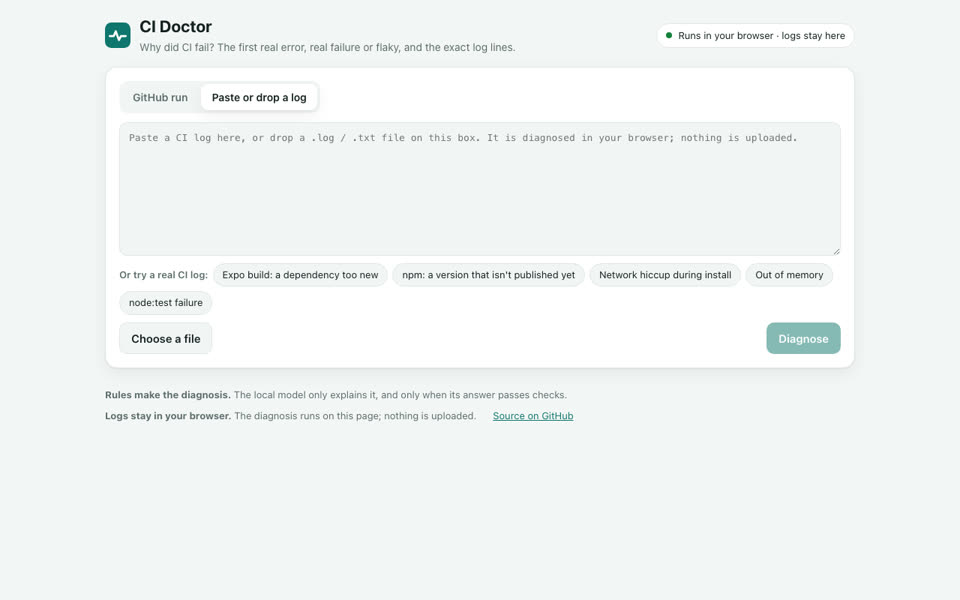 CI Doctor
Why did CI fail? The first real error, real failure or flaky, and the exact log lines.
Runs in your browser · logs stay here
GitHub run
Paste or drop a log
Paste a CI log here, or drop a .log / .txt file on this box. It is diagnosed in your browser; nothing is uploaded.
Or try a real CI log:
Expo build: a dependency too new
npm: a version that isn't published yet
Network hiccup during install
Out of memory
node:test failure
Choose a file
Diagnose
Rules make the diagnosis. The local model only explains it, and only when its answer passes checks.
Logs stay in your browser. The diagnosis runs on this page; nothing is uploaded. Source on GitHub